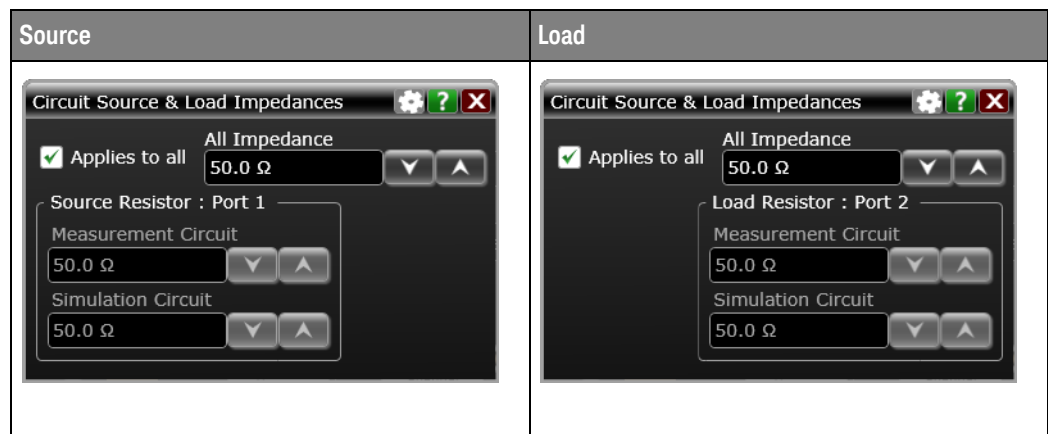 Source
Load
Circuit Source & Load Impedances ?  X
Applies to all
All Impedance
50.0 Ω
Source Resistor : Port 1
Measurement Circuit
50.0 Ω
Simulation Circuit
50.0 Ω
Circuit Source & Load Impedances ? X
Applies to all
All Impedance
50.0 Ω
Load Resistor : Port 2
Measurement Circuit
50.0 Ω
Simulation Circuit
50.0 Ω